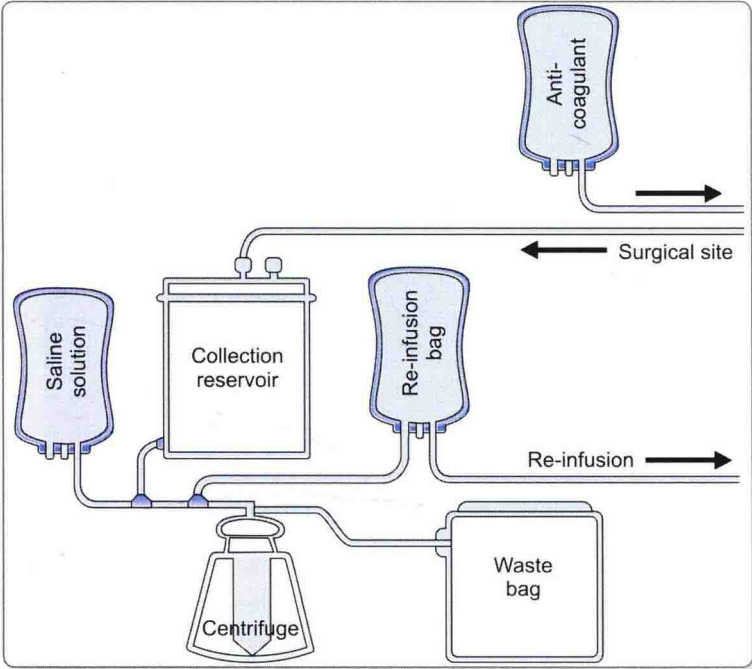 Anti-
coagulant
Surgical site
Saline
solution
Collection
reservoir
Re-infusion
bag
Re-infusion
Waste
bag
Centrifuge